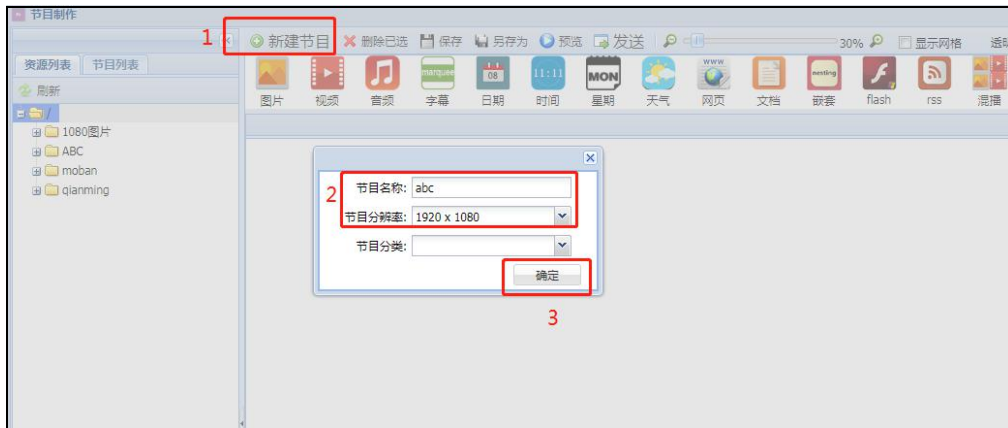 节目制作
1
新建节目 删除已选 保存 另存为 预览 发送 30% 显示网格 透明
资源列表 节目列表
marquee 08 11:11 MON WWW nesting
图片 视频 音频 字幕 日期 时间 星期 天气 网页 文档 嵌套 flash rss 混播
刷新
/
1080图片
ABC
moban
qianming
2
节目名称: abc
节目分辨率: 1920 x 1080
节目分类:
确定
3